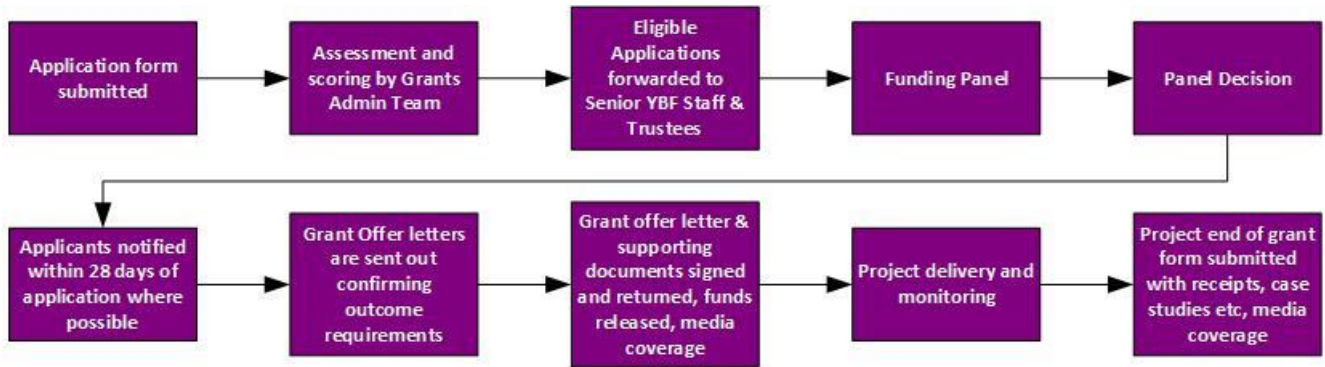 Application form
submitted
Assessment and
scoring by Grants
Admin Team
Eligible
Applications
forwarded to
Senior YBF Staff &
Trustees
Funding Panel
Panel Decision
Applicants notified
within 28 days of
application where
possible
Grant Offer letters
are sent out
confirming
outcome
requirements
Grant offer letter &
supporting
documents signed
and returned, funds
released, media
coverage
Project delivery and
monitoring
Project end of grant
form submitted
with receipts, case
studies etc, media
coverage